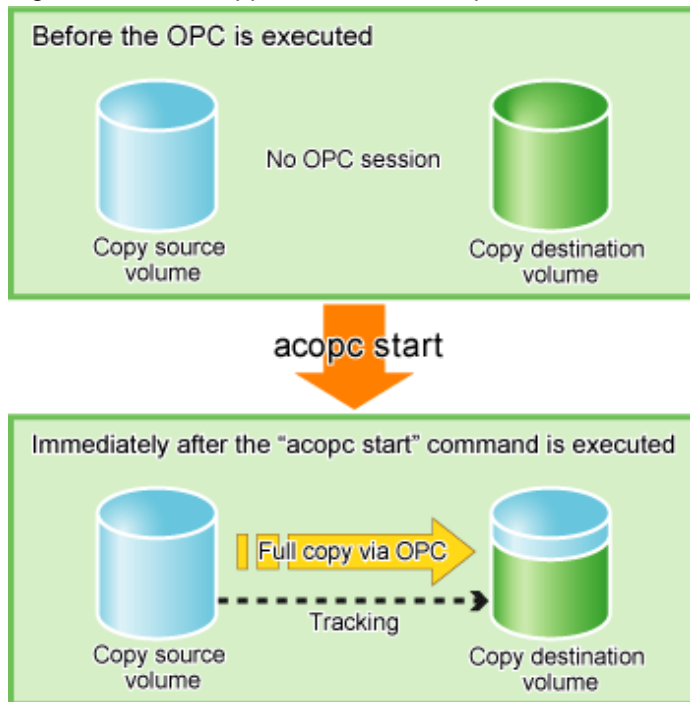 Before the OPC is executed
No OPC session
Copy source
volume
Copy destination
volume
acopc start
Immediately after the “acopc start” command is executed
Full copy via OPC
Tracking
Copy source
volume
Copy destination
volume